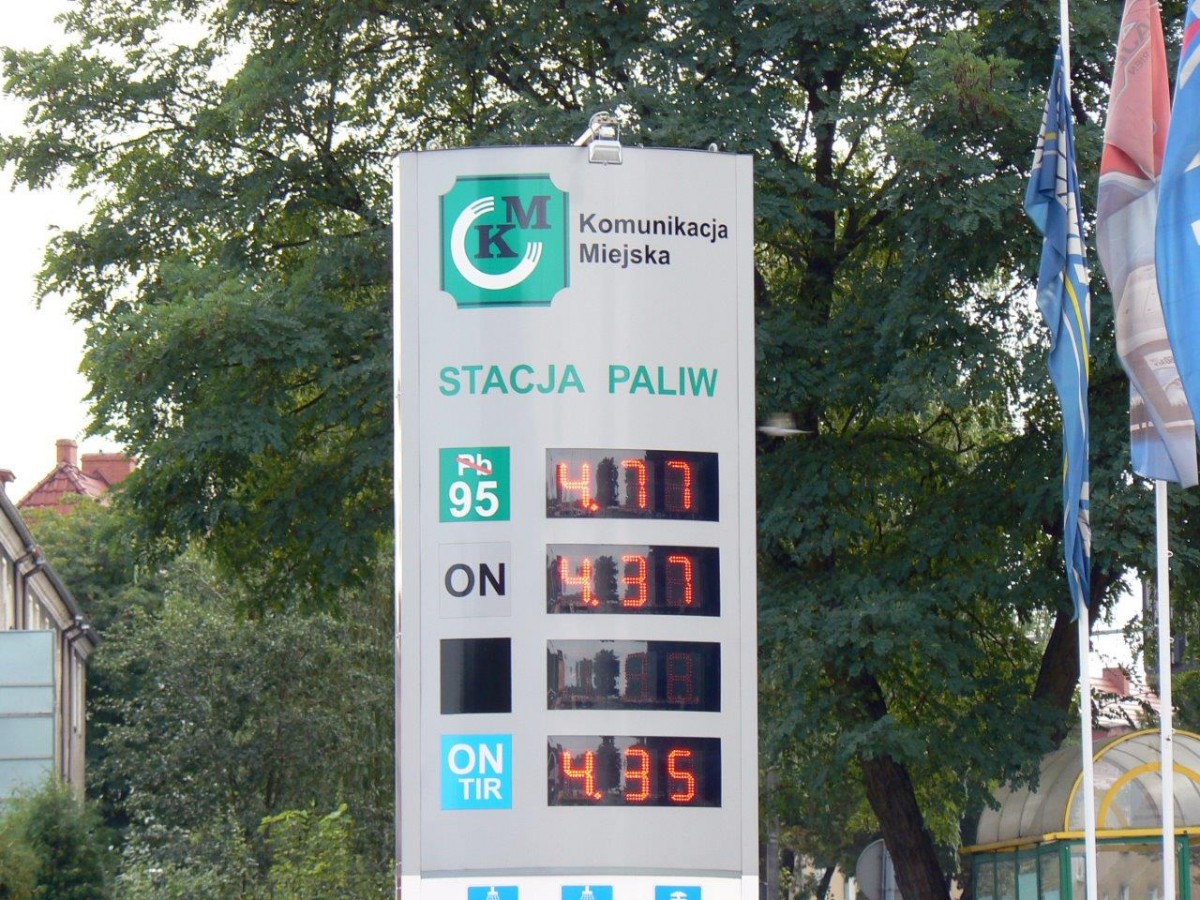 KM
Komunikacja
Miejska
STACJA PALIW
Pb
95
4.77
ON
4.37
ON
TIR
4.35